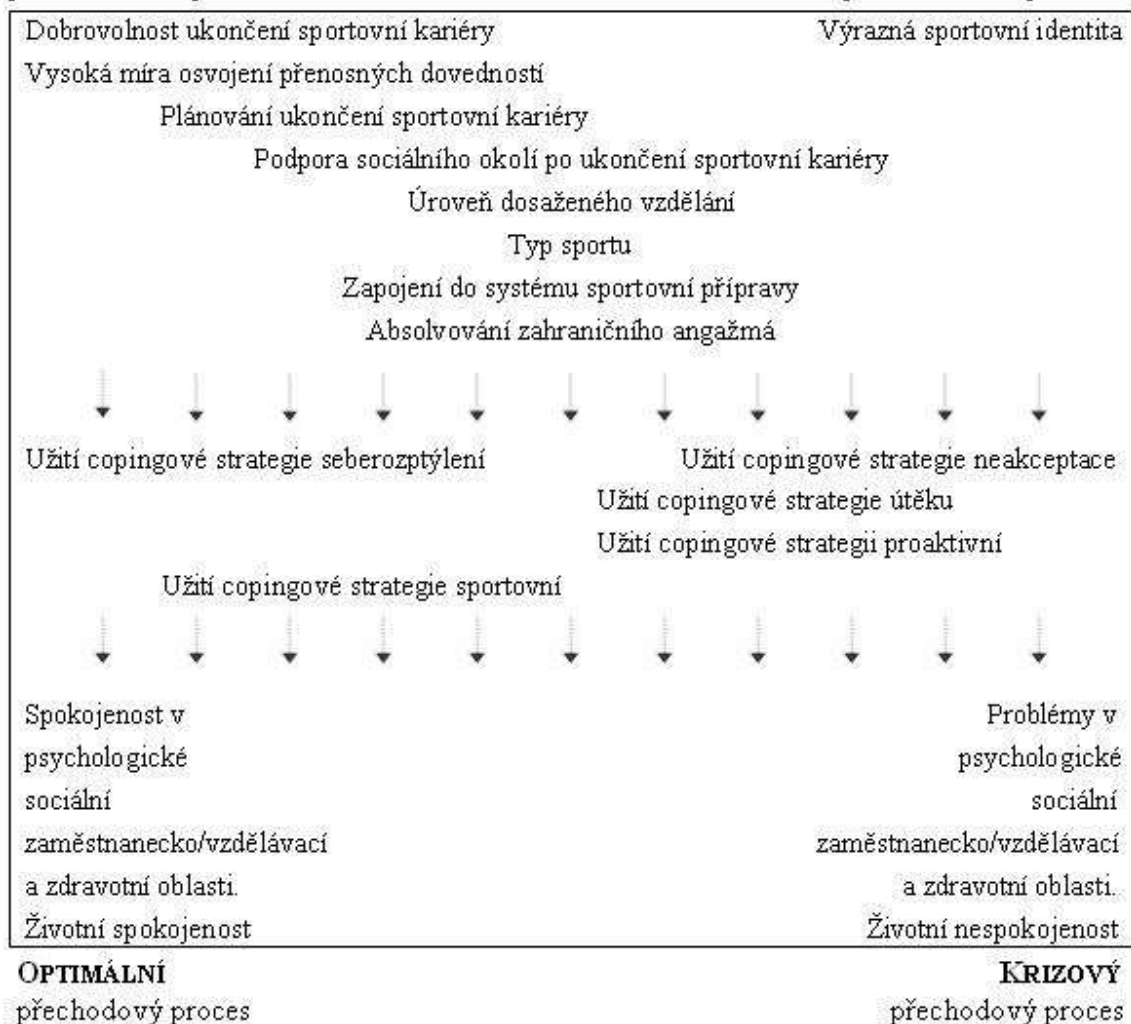 Dobrovolnost ukončení sportovní kariéry Výrazná sportovní identita
Vysoká míra osvojení přenosných dovedností
Plánování ukončení sportovní kariéry
Podpora sociálního okolí po ukončení sportovní kariéry
Úroveň dosaženého vzdělání
Typ sportu
Zapojení do systému sportovní přípravy
Absolvování zahraničního angažmá
Užití copingové strategie seberozptýlení Užití copingové strategie neakceptace
Užití copingové strategie útěku
Užití copingové strategii proaktivní
Užití copingové strategie sportovní
Spokojenost v Problémy v
psychologické psychologické
sociální sociální
zaměstnanecko/vzdělávací zaměstnanecko/vzdělávací
a zdravotní oblasti. a zdravotní oblasti.
Životní spokojenost Životní nespokojenost
OPTIMÁLNÍ KRIZOVÝ
přechodový proces přechodový proces